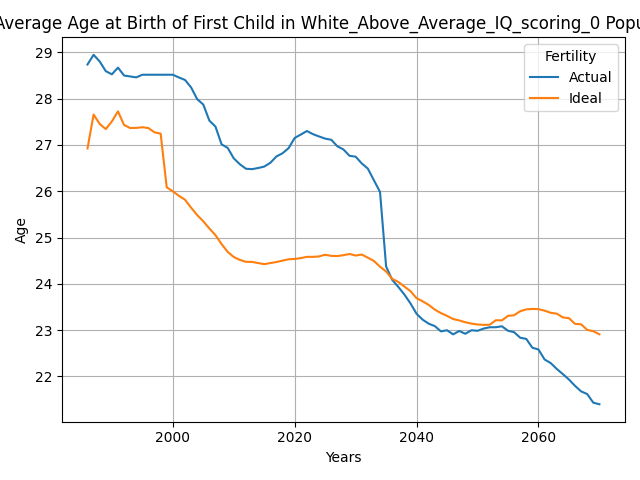 Average Age at Birth of First Child in White_Above_Average_IQ_scoring_0
Fertility
Actual
Ideal
29
28
27
26
25
24
23
22
Age
2000
2020
2040
2060
Years